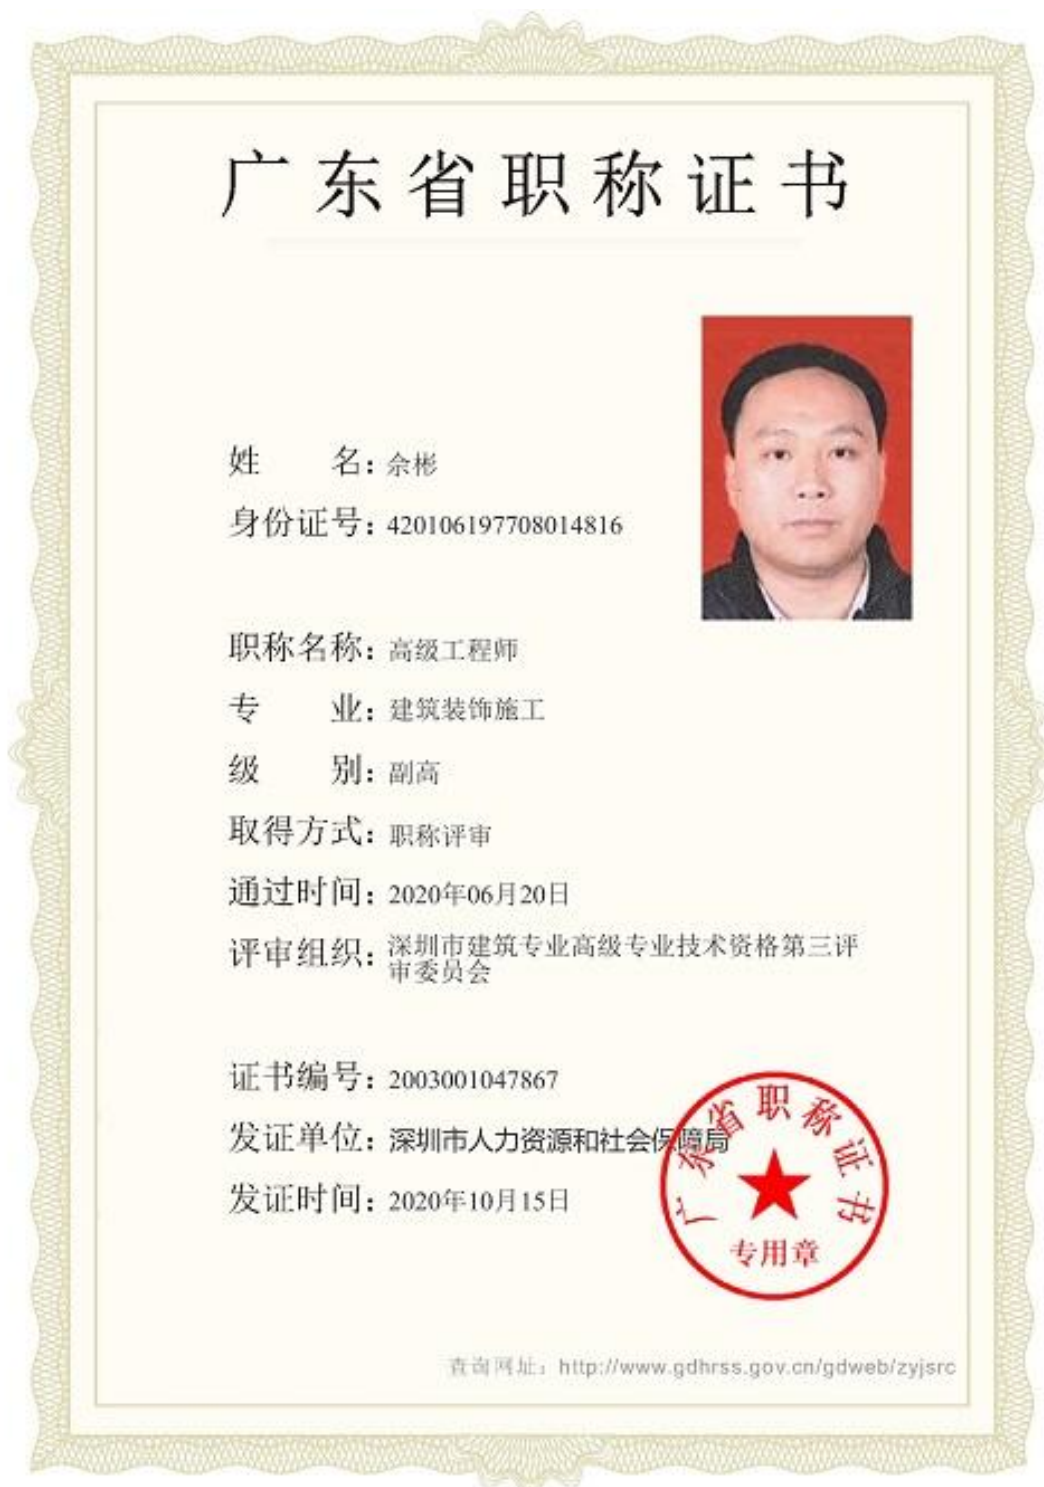 广东省职称证书
姓 名：佘彬
身份证号：420106197708014816
职称名称：高级工程师
专 业：建筑装饰施工
级 别：副高
取得方式：职称评审
通过时间：2020年06月20日
评审组织：深圳市建筑专业高级专业技术资格第三评
审委员会
证书编号：2003001047867
发证单位：深圳市人力资源和社会保障局
发证时间：2020年10月15日
广东省职称证书
专用章
查询网址：http://www.gdhrss.gov.cn/gdweb/zyjsrc